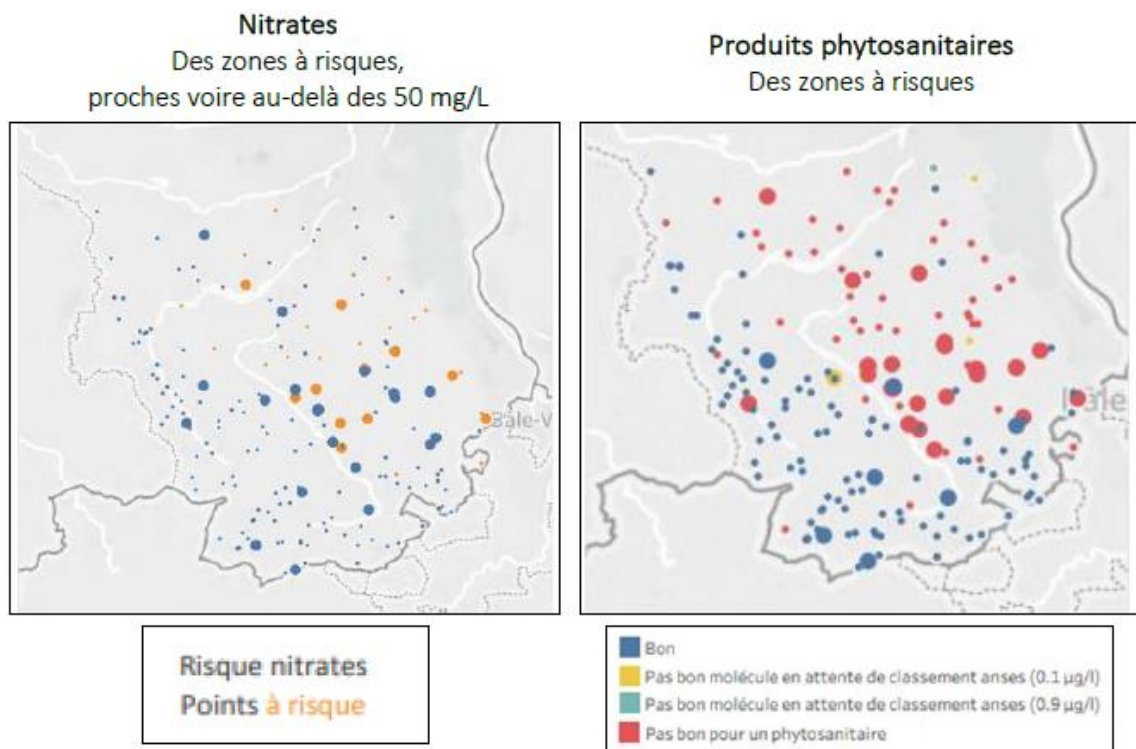 Nitrates
Des zones à risques,
proches voire au-delà des 50 mg/L
Produits phytosanitaires
Des zones à risques
Bâle-V
Bâle-
Risque nitrates
Points à risque
Bon
Pas bon molécule en attente de classement anses (0.1 µg/l)
Pas bon molécule en attente de classement anses (0.9 µg/l)
Pas bon pour un phytosanitaire